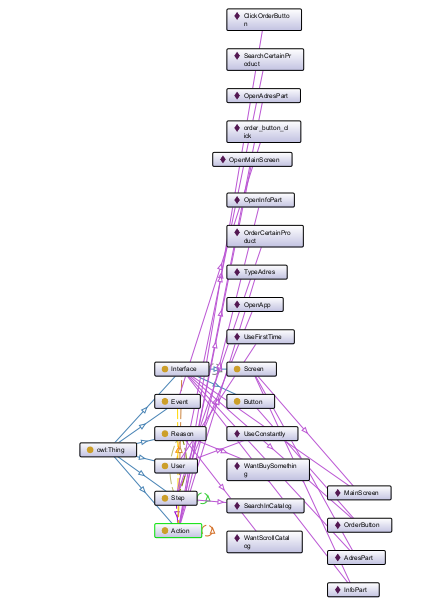 ClickOrderButto
n
SearchCertainPr
oduct
OpenAdresPart
order_button_cl
ick
OpenMainScreen
OpenInfoPart
OrderCertainPro
duct
TypeAdres
OpenApp
UseFirstTime
Interface
Screen
Event
Button
Reason
UseConstantly
owl:Thing
User
WantBuySomethin
g
Step
SearchInCatalog
MainScreen
Action
WantScrollCatal
og
OrderButton
AdresPart
InfoPart